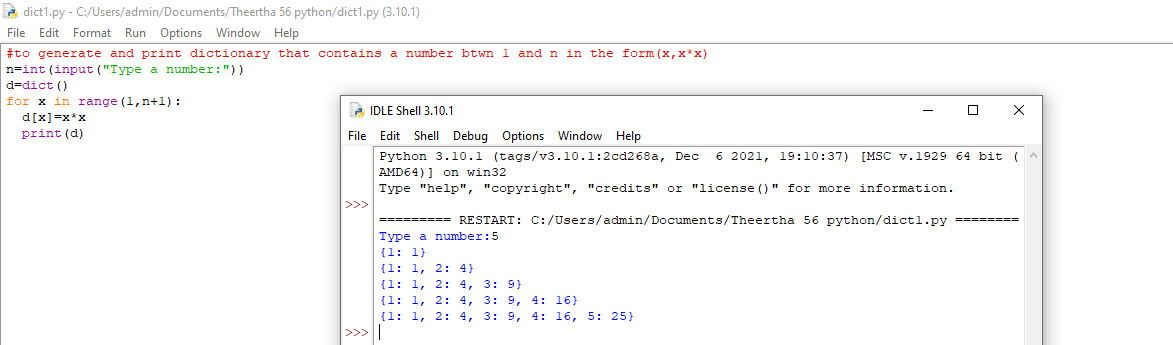 dict1.py - C:/Users/admin/Documents/Theertha 56 python/dict1.py (3.10.1)
File Edit Format Run Options Window Help
#to generate and print dictionary that contains a number btwn 1 and n in the form(x,x*x)
n=int(input("Type a number:"))
d=dict()
for x in range(1,n+1):
  d[x]=x*x
  print(d)
IDLE Shell 3.10.1
File Edit Shell Debug Options Window Help
Python 3.10.1 (tags/v3.10.1:2cd268a, Dec  6 2021, 19:10:37) [MSC v.1929 64 bit (
AMD64)] on win32
Type "help", "copyright", "credits" or "license()" for more information.
>>>
========= RESTART: C:/Users/admin/Documents/Theertha 56 python/dict1.py ========
Type a number:5
{1: 1}
{1: 1, 2: 4}
{1: 1, 2: 4, 3: 9}
{1: 1, 2: 4, 3: 9, 4: 16}
{1: 1, 2: 4, 3: 9, 4: 16, 5: 25}
>>>